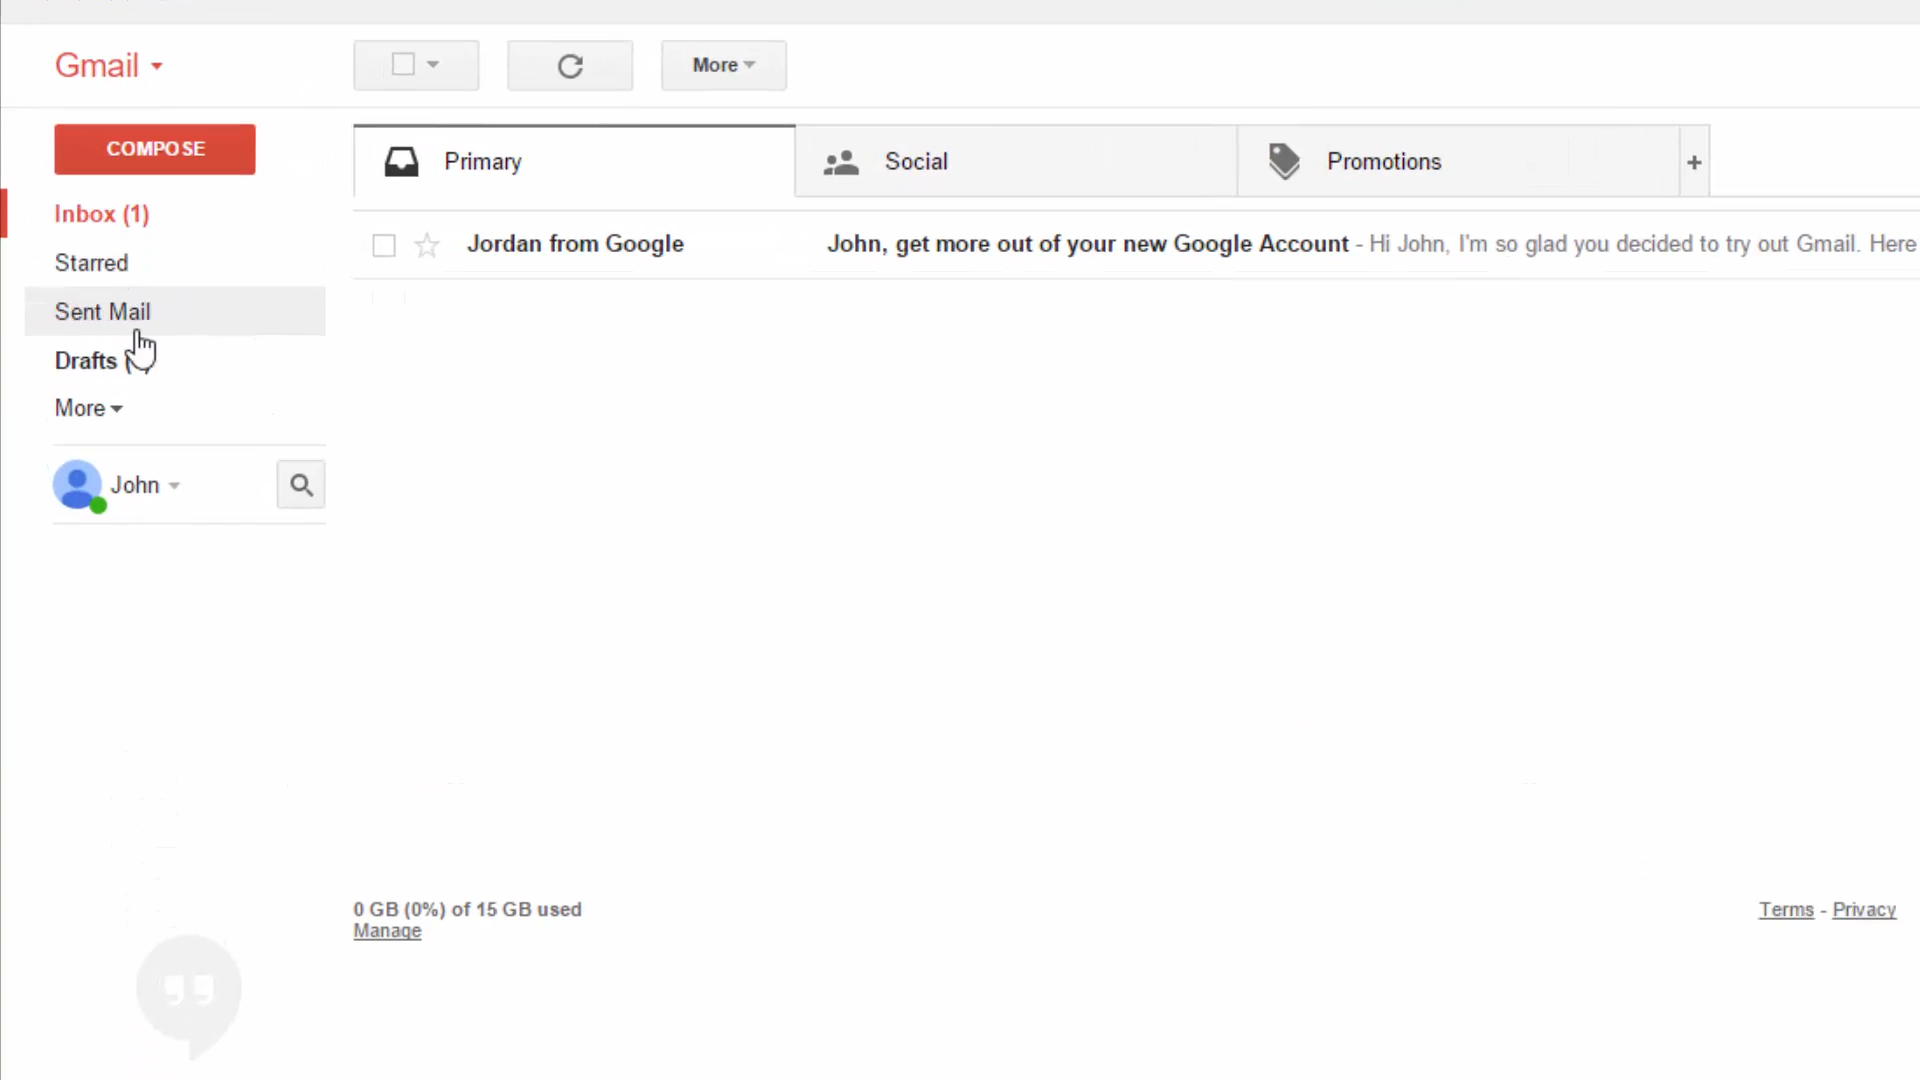 Gmail
More
COMPOSE
Primary
Social
Promotions
+
Inbox (1)
Jordan from Google
John, get more out of your new Google Account - Hi John, I'm so glad you decided to try out Gmail. Here
Starred
Sent Mail
Drafts
More
John
0 GB (0%) of 15 GB used
Manage
Terms - Privacy